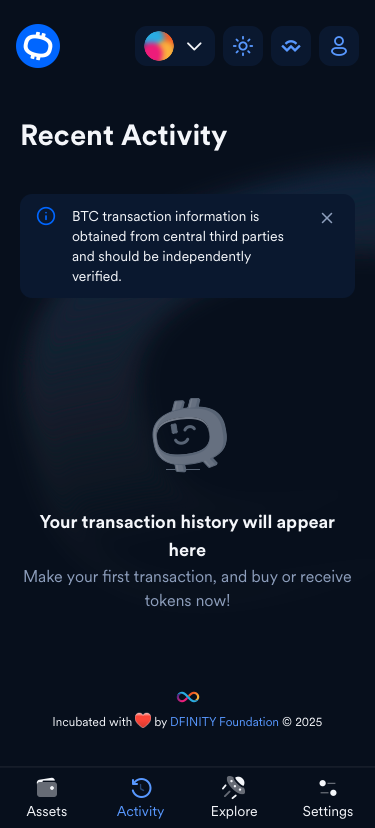 Recent Activity
BTC transaction information is
obtained from central third parties
and should be independently
verified.
Your transaction history will appear
here
Make your first transaction, and buy or receive
tokens now!
Incubated with ❤️ by DFINITY Foundation © 2025
Assets
Activity
Explore
Settings